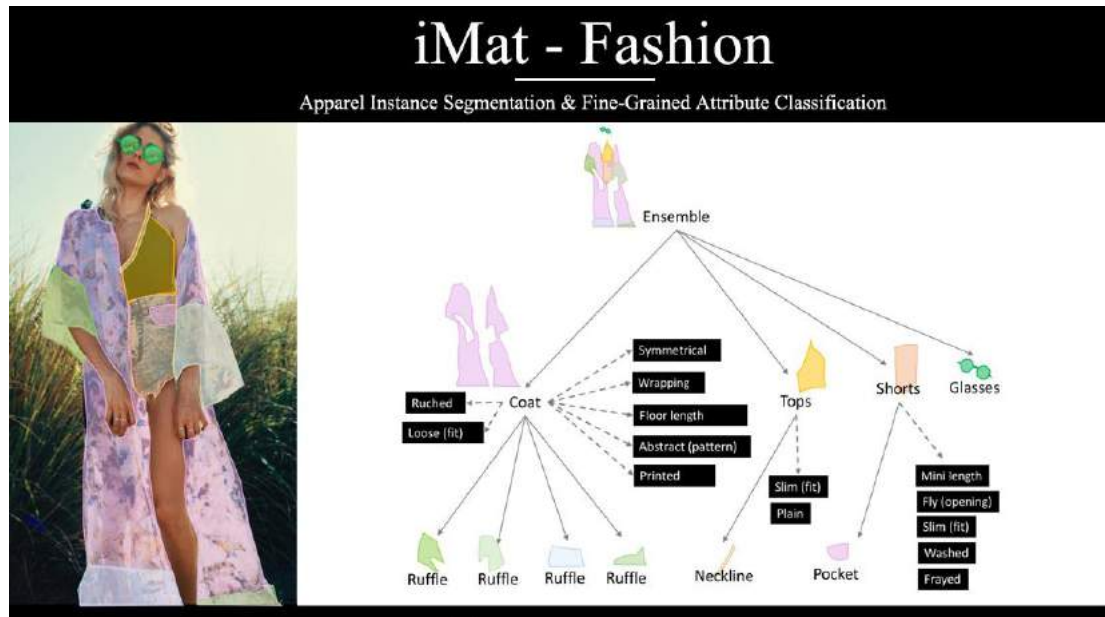 iMat - Fashion
Apparel Instance Segmentation & Fine-Grained Attribute Classification
Ensemble
Symmetrical
Wrapping
Floor length
Abstract (pattern)
Printed
Ruched
Loose (fit)
Coat
Tops
Shorts
Glasses
Slim (fit)
Plain
Mini length
Fly (opening)
Slim (fit)
Washed
Frayed
Ruffle
Ruffle
Ruffle
Ruffle
Neckline
Pocket